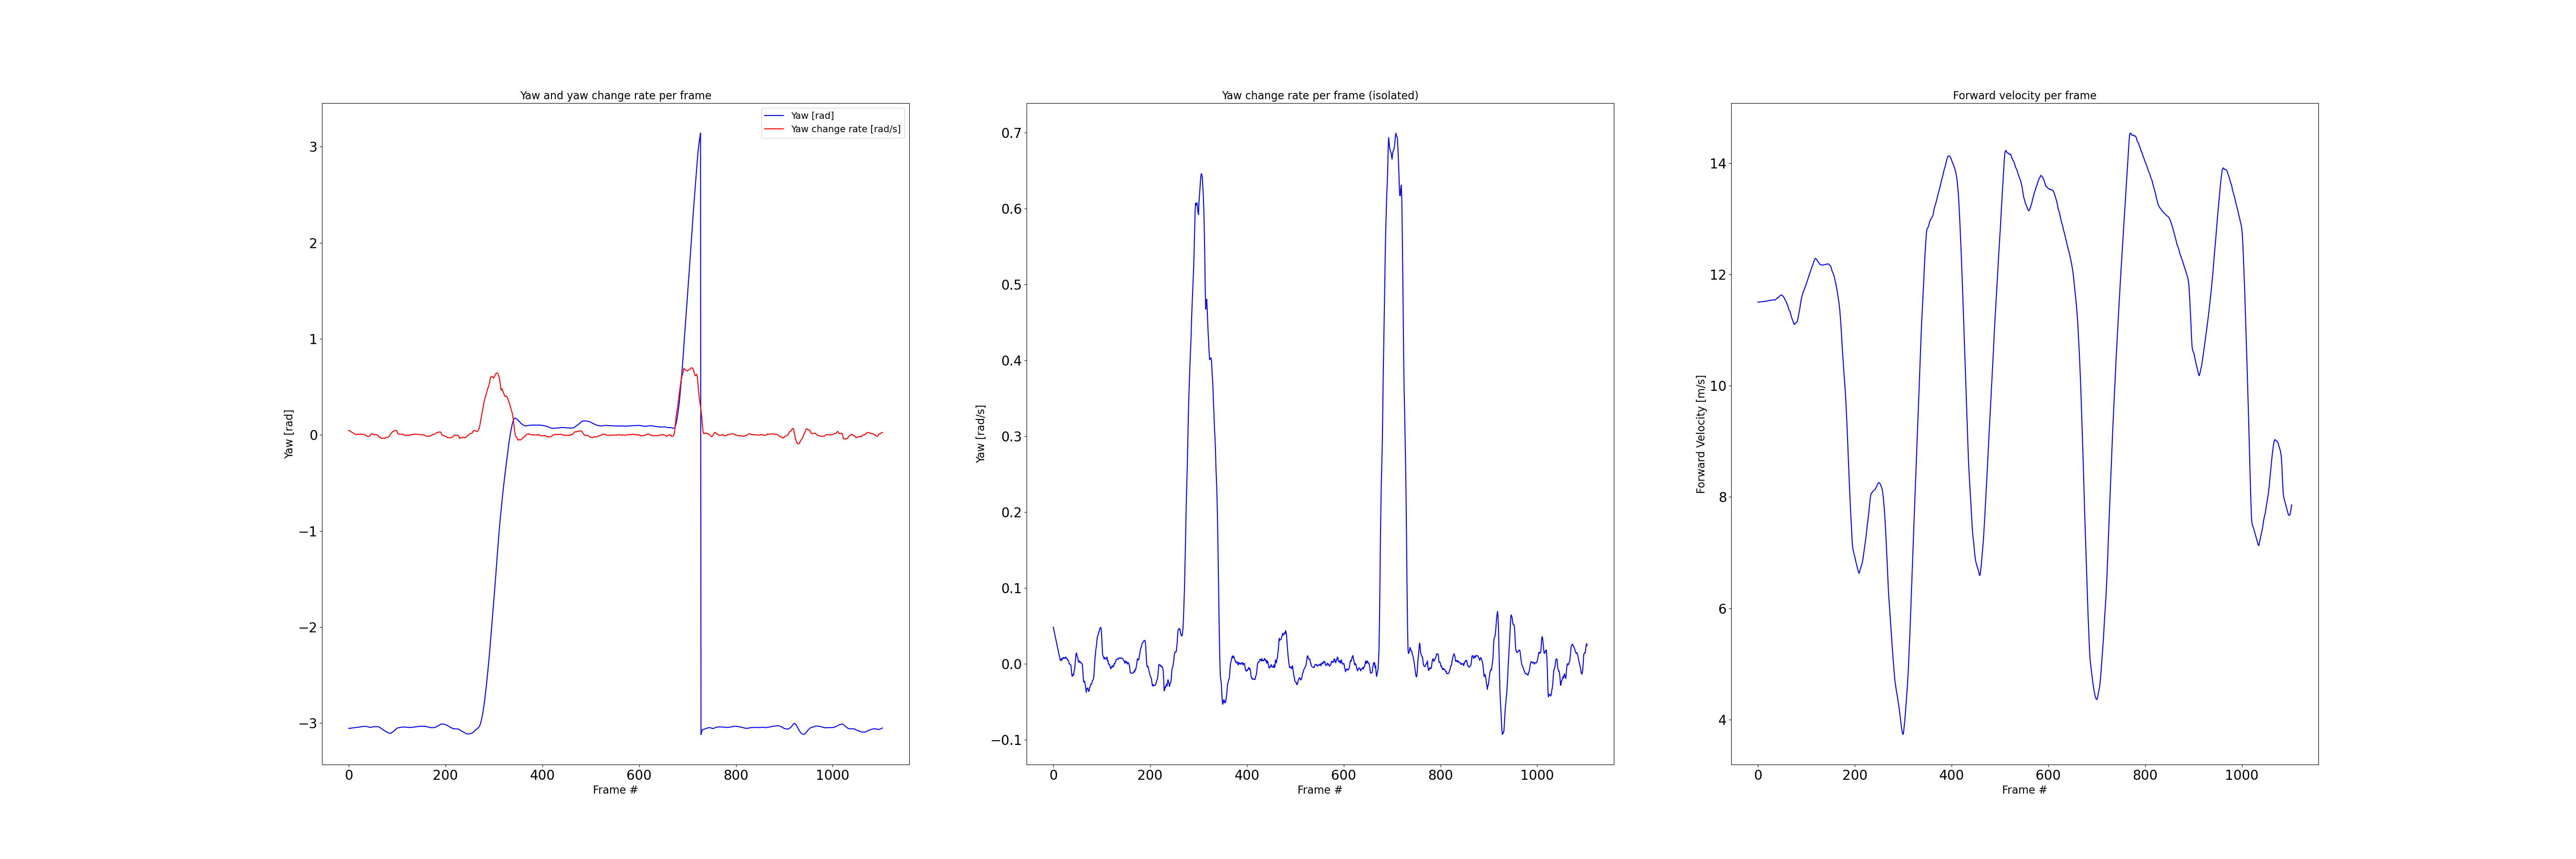 Yaw and yaw change rate per frame
Yaw [rad]
Yaw change rate [rad/s]
3
2
1
0
−1
−2
−3
Yaw [rad]
0 200 400 600 800 1000
Frame #
Yaw change rate per frame (isolated)
0.7
0.6
0.5
0.4
0.3
0.2
0.1
0.0
−0.1
Yaw [rad/s]
0 200 400 600 800 1000
Frame #
Forward velocity per frame
14
12
10
8
6
4
Forward Velocity [m/s]
0 200 400 600 800 1000
Frame #